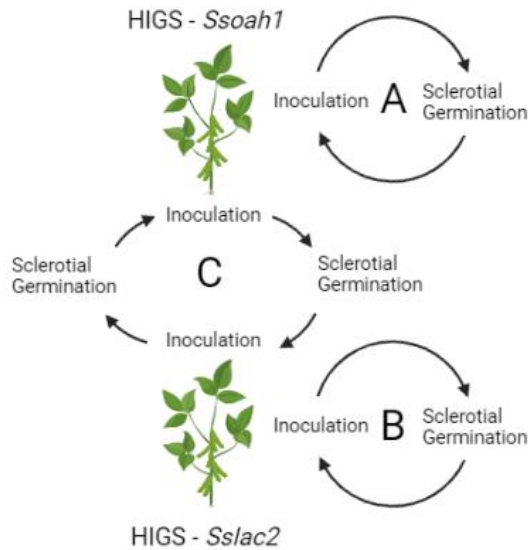 HIGS - Ssoah1
Inoculation
A
Sclerotial
Germination
Inoculation
Sclerotial
Germination
C
Sclerotial
Germination
Inoculation
Inoculation
B
Sclerotial
Germination
HIGS - Sslac2